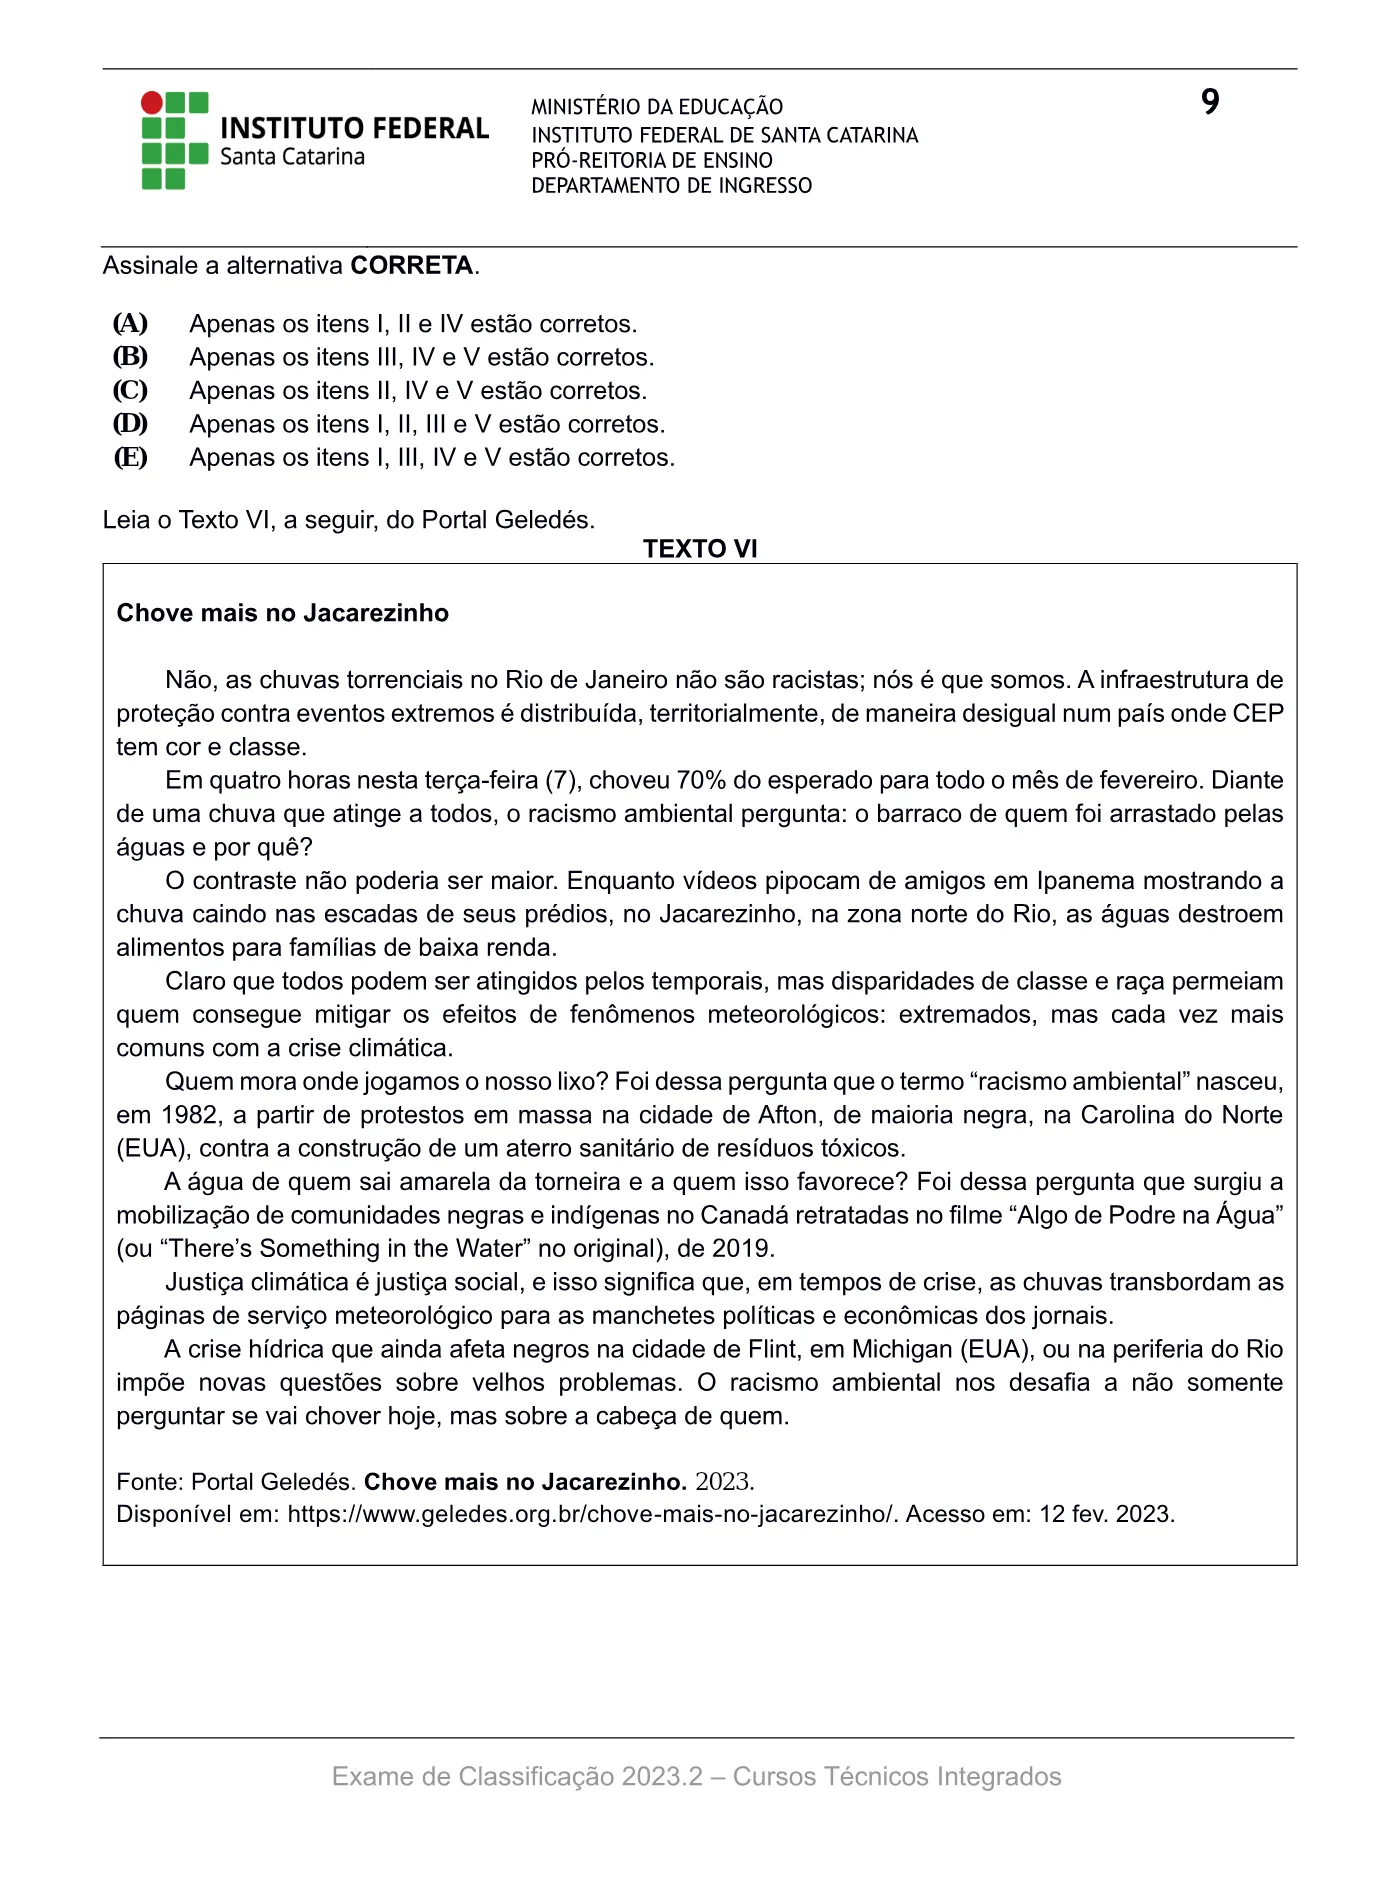 INSTITUTO FEDERAL
Santa Catarina
MINISTÉRIO DA EDUCAÇÃO
INSTITUTO FEDERAL DE SANTA CATARINA
PRÓ-REITORIA DE ENSINO
DEPARTAMENTO DE INGRESSO
9
Assinale a alternativa CORRETA.
(A) Apenas os itens I, II e IV estão corretos.
(B) Apenas os itens III, IV e V estão corretos.
(C) Apenas os itens II, IV e V estão corretos.
(D) Apenas os itens I, II, III e V estão corretos.
(E) Apenas os itens I, III, IV e V estão corretos.
Leia o Texto VI, a seguir, do Portal Geledés.
TEXTO VI
Chove mais no Jacarezinho
Não, as chuvas torrenciais no Rio de Janeiro não são racistas; nós é que somos. A infraestrutura de
proteção contra eventos extremos é distribuída, territorialmente, de maneira desigual num país onde CEP
tem cor e classe.
Em quatro horas nesta terça-feira (7), choveu 70% do esperado para todo o mês de fevereiro. Diante
de uma chuva que atinge a todos, o racismo ambiental pergunta: o barraco de quem foi arrastado pelas
águas e por quê?
O contraste não poderia ser maior. Enquanto vídeos pipocam de amigos em Ipanema mostrando a
chuva caindo nas escadas de seus prédios, no Jacarezinho, na zona norte do Rio, as águas destroem
alimentos para famílias de baixa renda.
Claro que todos podem ser atingidos pelos temporais, mas disparidades de classe e raça permeiam
quem consegue mitigar os efeitos de fenômenos meteorológicos: extremados, mas cada vez mais
comuns com a crise climática.
Quem mora onde jogamos o nosso lixo? Foi dessa pergunta que o termo “racismo ambiental” nasceu,
em 1982, a partir de protestos em massa na cidade de Afton, de maioria negra, na Carolina do Norte
(EUA), contra a construção de um aterro sanitário de resíduos tóxicos.
A água de quem sai amarela da torneira e a quem isso favorece? Foi dessa pergunta que surgiu a
mobilização de comunidades negras e indígenas no Canadá retratadas no filme “Algo de Podre na Água”
(ou “There’s Something in the Water” no original), de 2019.
Justiça climática é justiça social, e isso significa que, em tempos de crise, as chuvas transbordam as
páginas de serviço meteorológico para as manchetes políticas e econômicas dos jornais.
A crise hídrica que ainda afeta negros na cidade de Flint, em Michigan (EUA), ou na periferia do Rio
impõe novas questões sobre velhos problemas. O racismo ambiental nos desafia a não somente
perguntar se vai chover hoje, mas sobre a cabeça de quem.
Fonte: Portal Geledés. Chove mais no Jacarezinho. 2023.
Disponível em: https://www.geledes.org.br/chove-mais-no-jacarezinho/. Acesso em: 12 fev. 2023.
Exame de Classificação 2023.2 – Cursos Técnicos Integrados